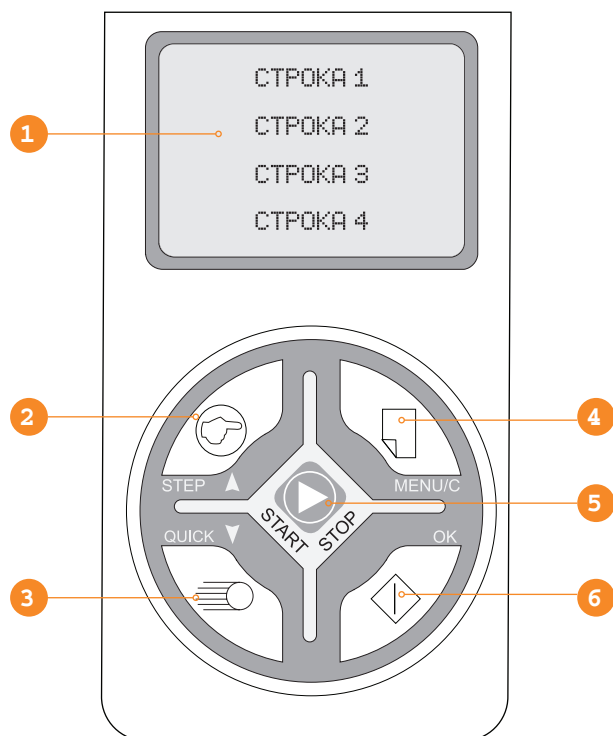 СТРОКА 1
1
СТРОКА 2
СТРОКА 3
СТРОКА 4
2
4
STEP
MENU/C
5
START STOP
QUICK
OK
3
6